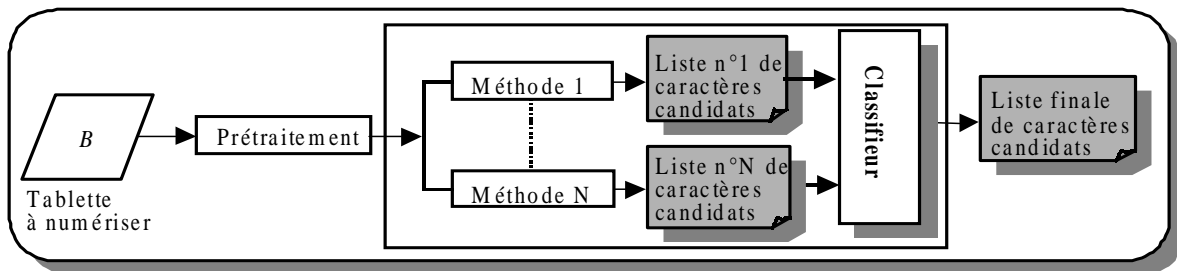 B
Tablette
à numériser
Prétraitement
Méthode 1
Méthode N
Liste n°1 de
caractères
candidats
Liste n°N de
caractères
candidats
Classifieur
Liste finale
de caractères
candidats